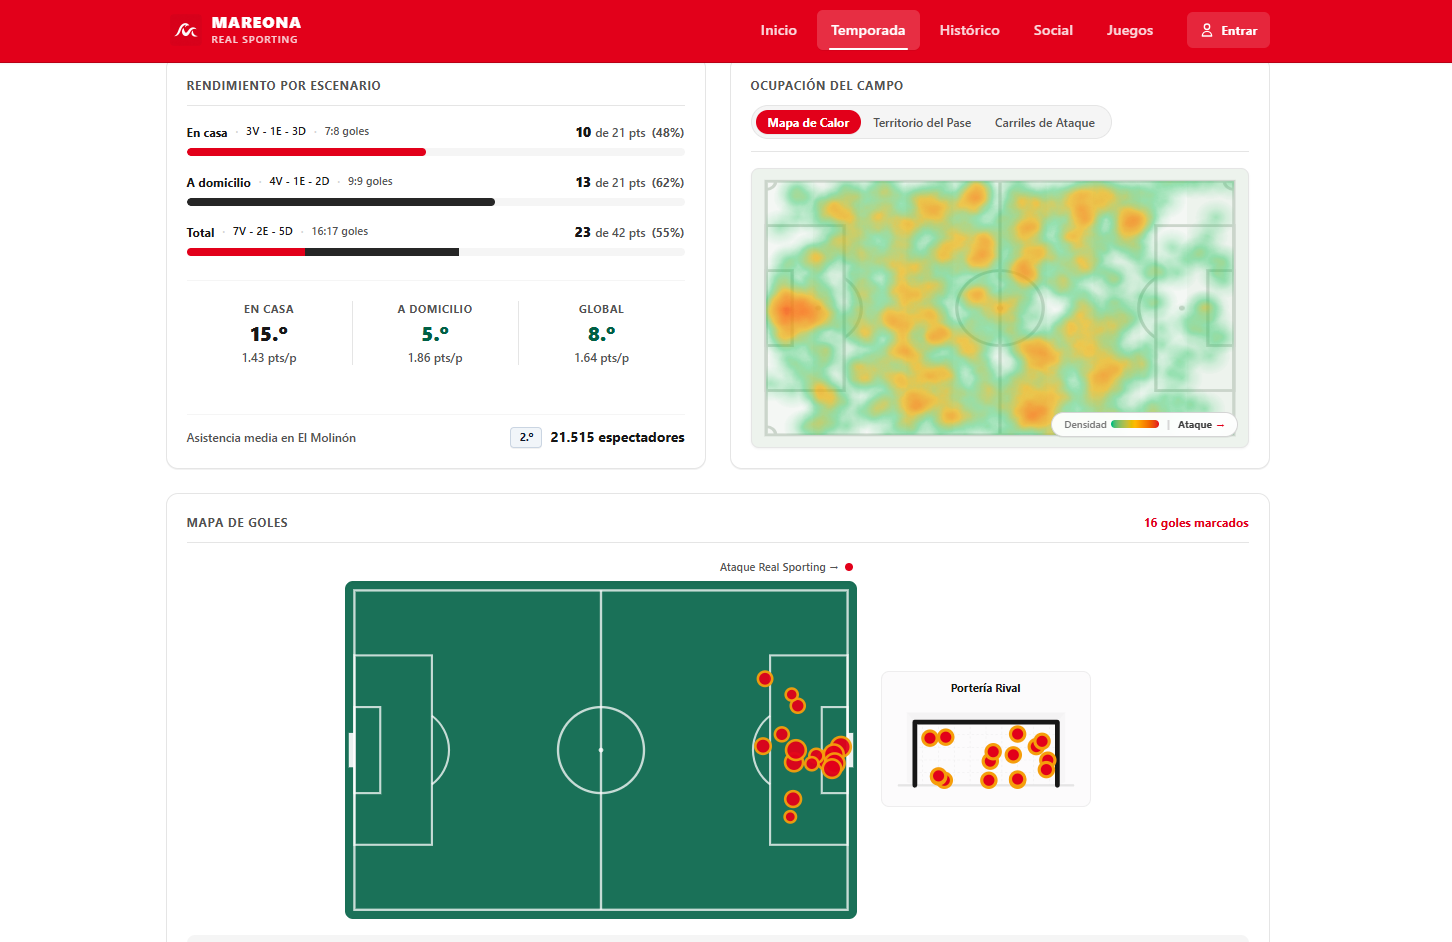 MAREONA
REAL SPORTING
Inicio
Temporada
Histórico
Social
Juegos
Entrar
RENDIMIENTO POR ESCENARIO
En casa · 3V - 1E - 3D · 7:8 goles
10 de 21 pts (48%)
A domicilio · 4V - 1E - 2D · 9:9 goles
13 de 21 pts (62%)
Total · 7V - 2E - 5D · 16:17 goles
23 de 42 pts (55%)
EN CASA
15.º
1.43 pts/p
A DOMICILIO
5.º
1.86 pts/p
GLOBAL
8.º
1.64 pts/p
Asistencia media en El Molinón
2.º
21.515 espectadores
OCUPACIÓN DEL CAMPO
Mapa de Calor
Territorio del Pase
Carriles de Ataque
Densidad | Ataque →
MAPA DE GOLES
16 goles marcados
Ataque Real Sporting →
Portería Rival